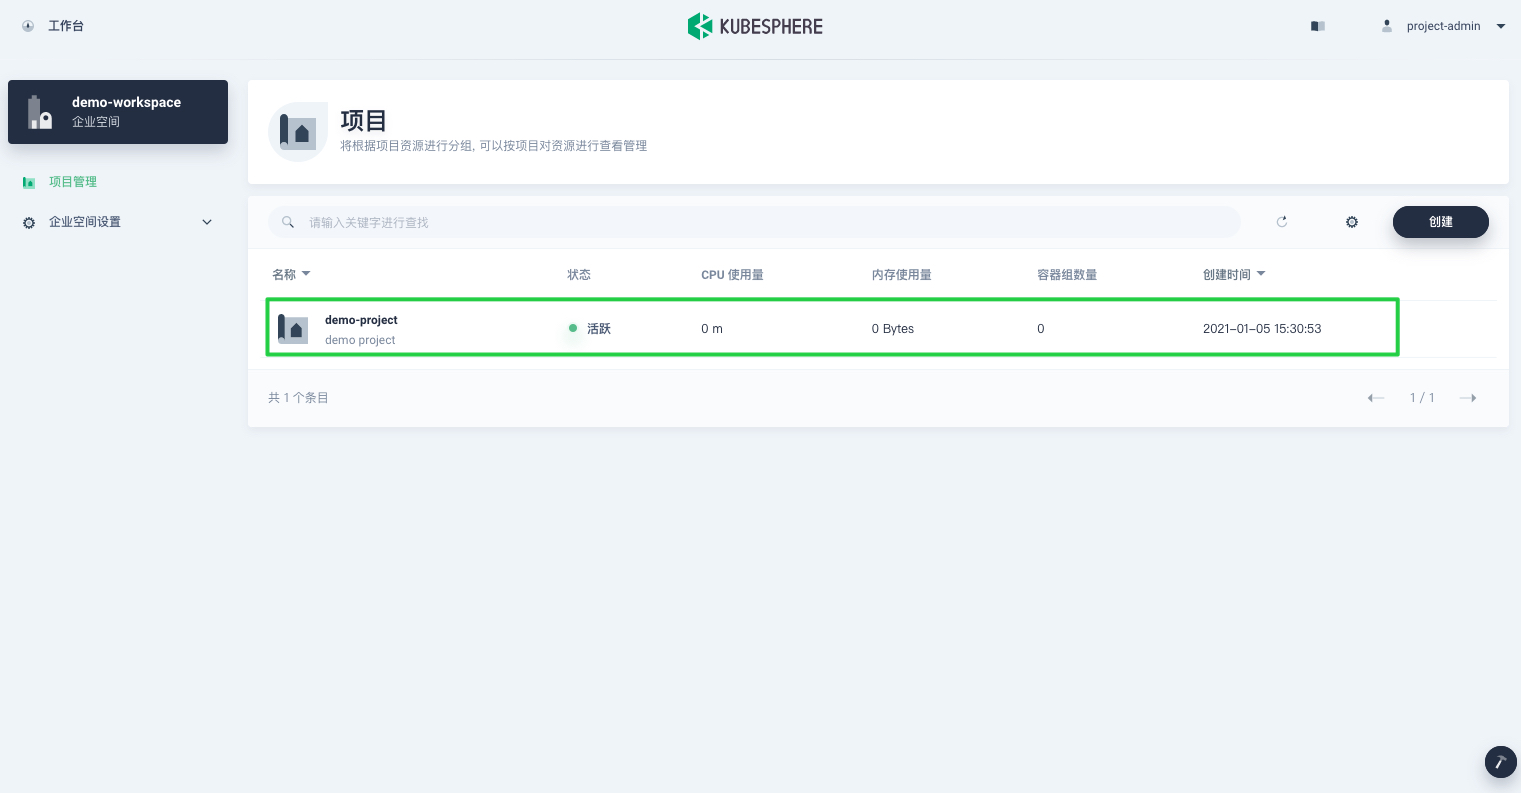 工作台
KUBESPHERE
project-admin
demo-workspace
企业空间
项目管理
企业空间设置
项目
将根据项目资源进行分组, 可以按项目对资源进行查看管理
请输入关键字进行查找
创建
名称 状态 CPU 使用量 内存使用量 容器组数量 创建时间
demo-project
demo project
活跃 0 m 0 Bytes 0 2021-01-05 15:30:53
共 1 个条目
1 / 1